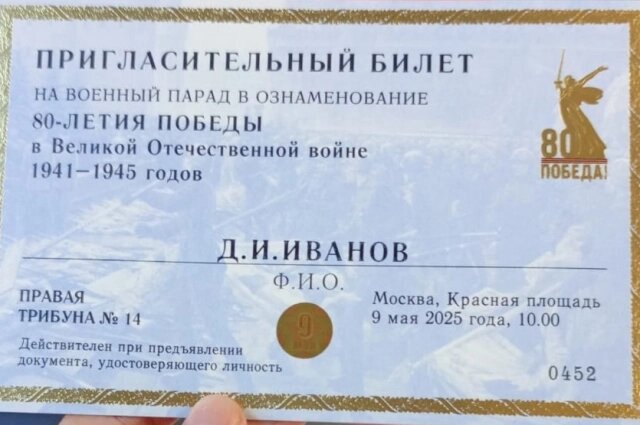 ПРИГЛАСИТЕЛЬНЫЙ БИЛЕТ
НА ВОЕННЫЙ ПАРАД В ОЗНАМЕНОВАНИЕ
80-ЛЕТИЯ ПОБЕДЫ
в Великой Отечественной войне
1941–1945 годов
80
ПОБЕДА!
Д.И.ИВАНОВ
Ф.И.О.
ПРАВАЯ
ТРИБУНА № 14
Москва, Красная площадь
9 мая 2025 года, 10.00
9
Действителен при предъявлении
документа, удостоверяющего личность
0452